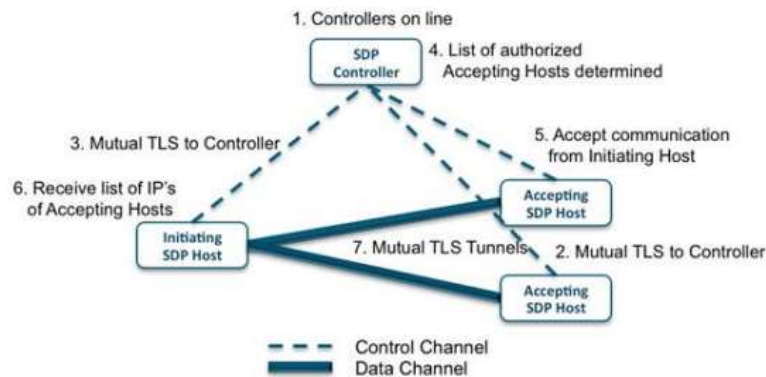 1. Controllers on line
SDP
Controller
4. List of authorized
Accepting Hosts determined
3. Mutual TLS to Controller
5. Accept communication
from Initiating Host
6. Receive list of IP's
of Accepting Hosts
Accepting
SDP Host
Initiating
SDP Host
7. Mutual TLS Tunnels
2. Mutual TLS to Controller
Accepting
SDP Host
Control Channel
Data Channel